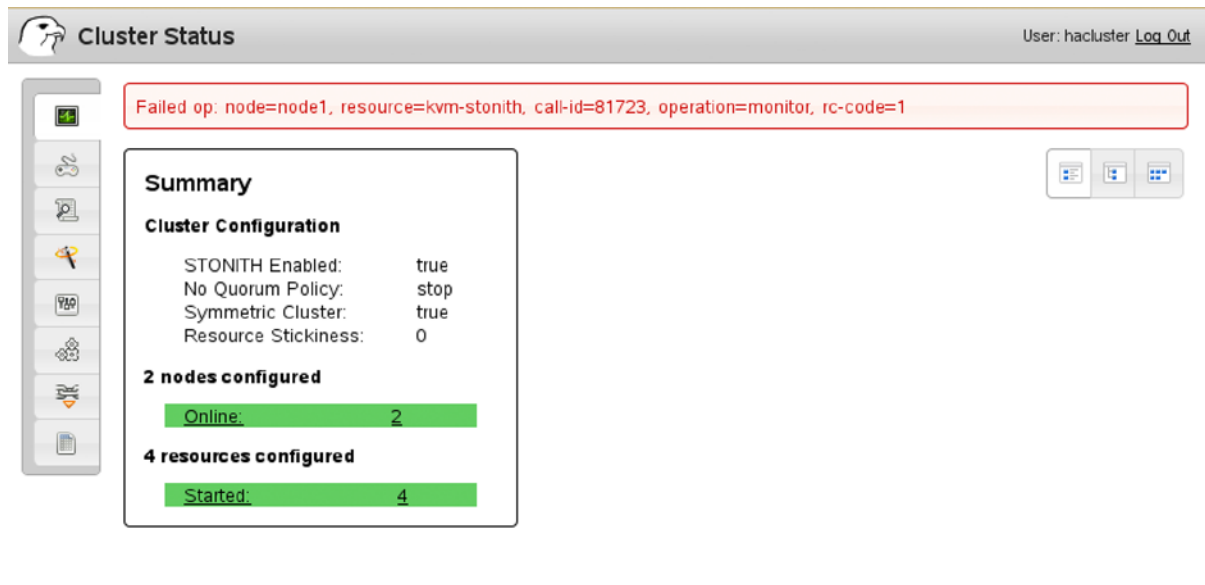 Cluster Status
User: hacluster Log Out
Failed op: node=node1, resource=kvm-stonith, call-id=81723, operation=monitor, rc-code=1
Summary
Cluster Configuration
STONITH Enabled: true
No Quorum Policy: stop
Symmetric Cluster: true
Resource Stickiness: 0
2 nodes configured
Online: 2
4 resources configured
Started: 4